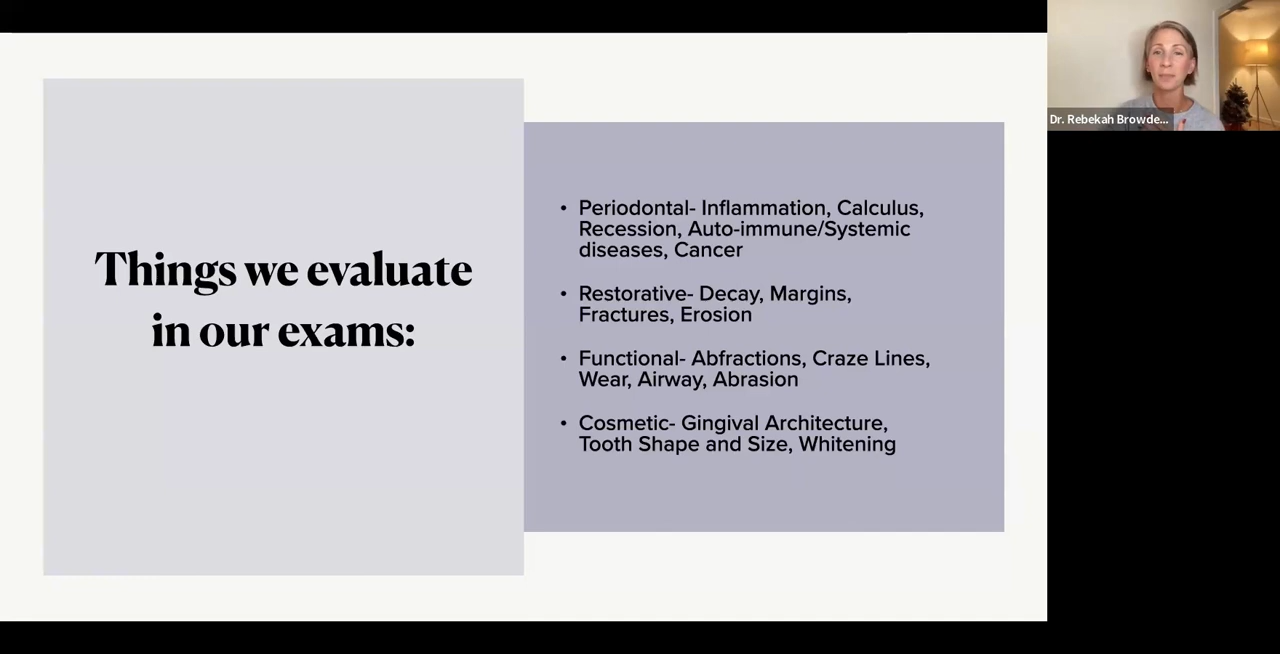 Things we evaluate
in our exams:
• Periodontal- Inflammation, Calculus,
Recession, Auto-immune/Systemic
diseases, Cancer
• Restorative- Decay, Margins,
Fractures, Erosion
• Functional- Abfractions, Craze Lines,
Wear, Airway, Abrasion
• Cosmetic- Gingival Architecture,
Tooth Shape and Size, Whitening
Dr. Rebekah Browde...